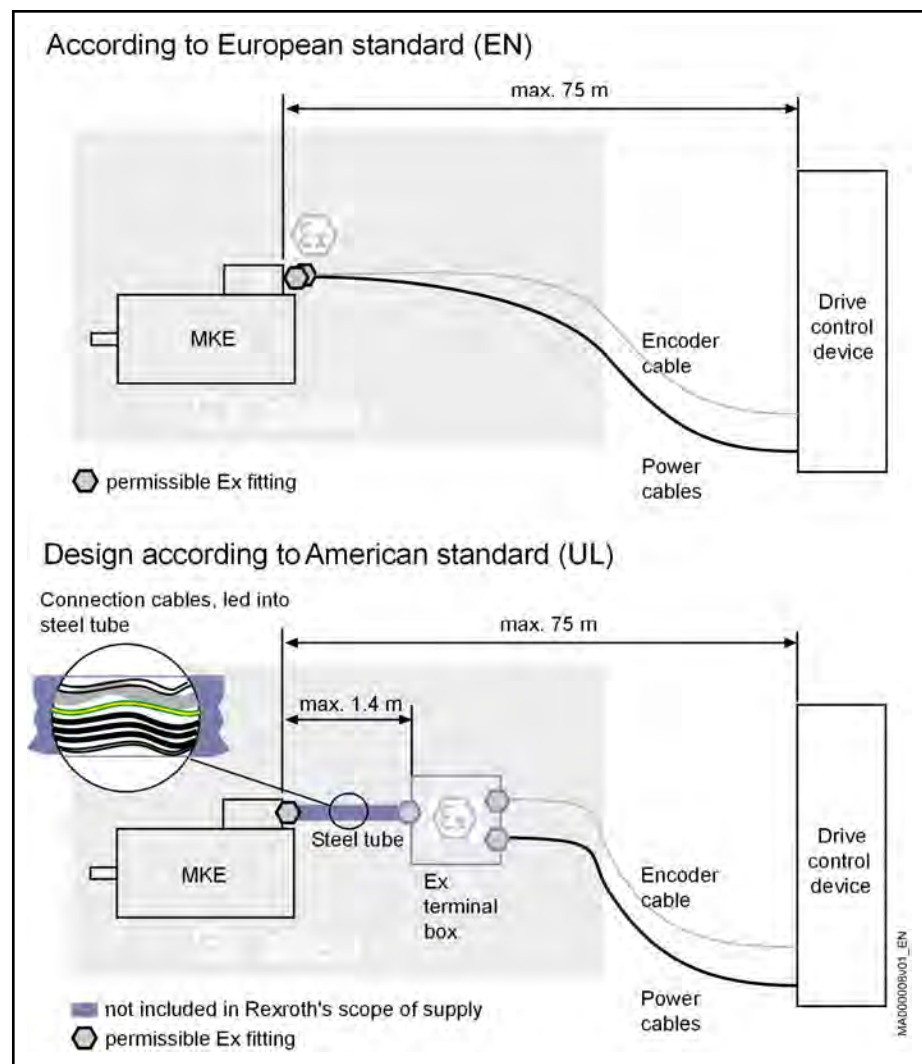 According to European standard (EN)
max. 75 m
Ex
MKE
Encoder
cable
Drive
control
device
Power
cables
permissible Ex fitting
Design according to American standard (UL)
Connection cables, led into
steel tube
max. 75 m
max. 1.4 m
Steel tube
Ex
MKE
Ex
terminal
box
Encoder
cable
Drive
control
device
Power
cables
not included in Rexroth's scope of supply
permissible Ex fitting
MAD00008v01_EN